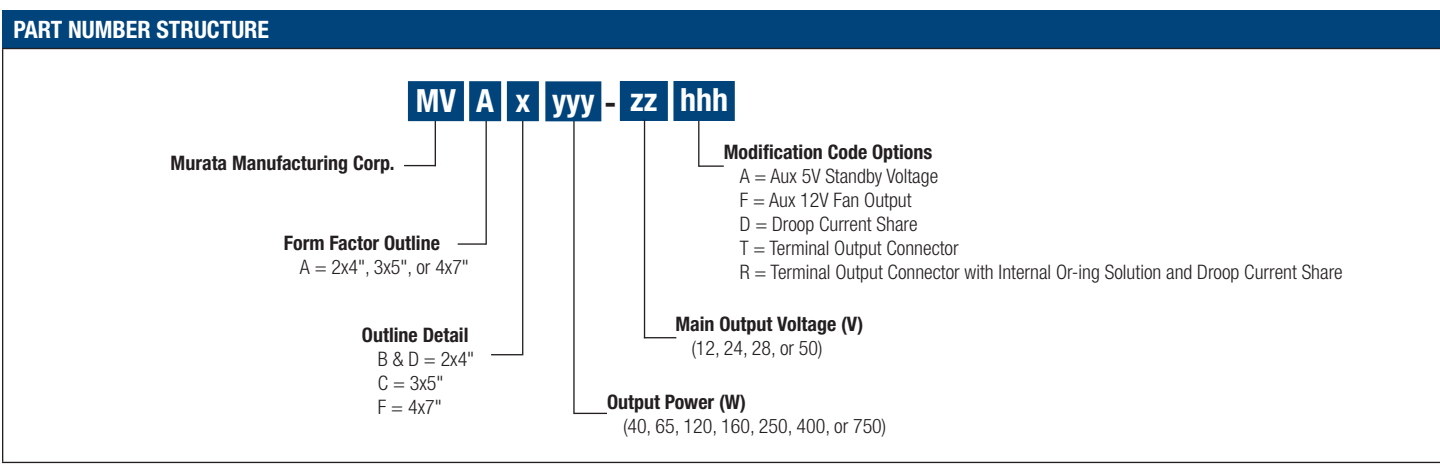 PART NUMBER STRUCTURE
MV A x yyy - zz hhh
Murata Manufacturing Corp.
Form Factor Outline
A = 2x4", 3x5", or 4x7"
Outline Detail
B & D = 2x4"
C = 3x5"
F = 4x7"
Output Power (W)
(40, 65, 120, 160, 250, 400, or 750)
Main Output Voltage (V)
(12, 24, 28, or 50)
Modification Code Options
A = Aux 5V Standby Voltage
F = Aux 12V Fan Output
D = Droop Current Share
T = Terminal Output Connector
R = Terminal Output Connector with Internal Or-ing Solution and Droop Current Share